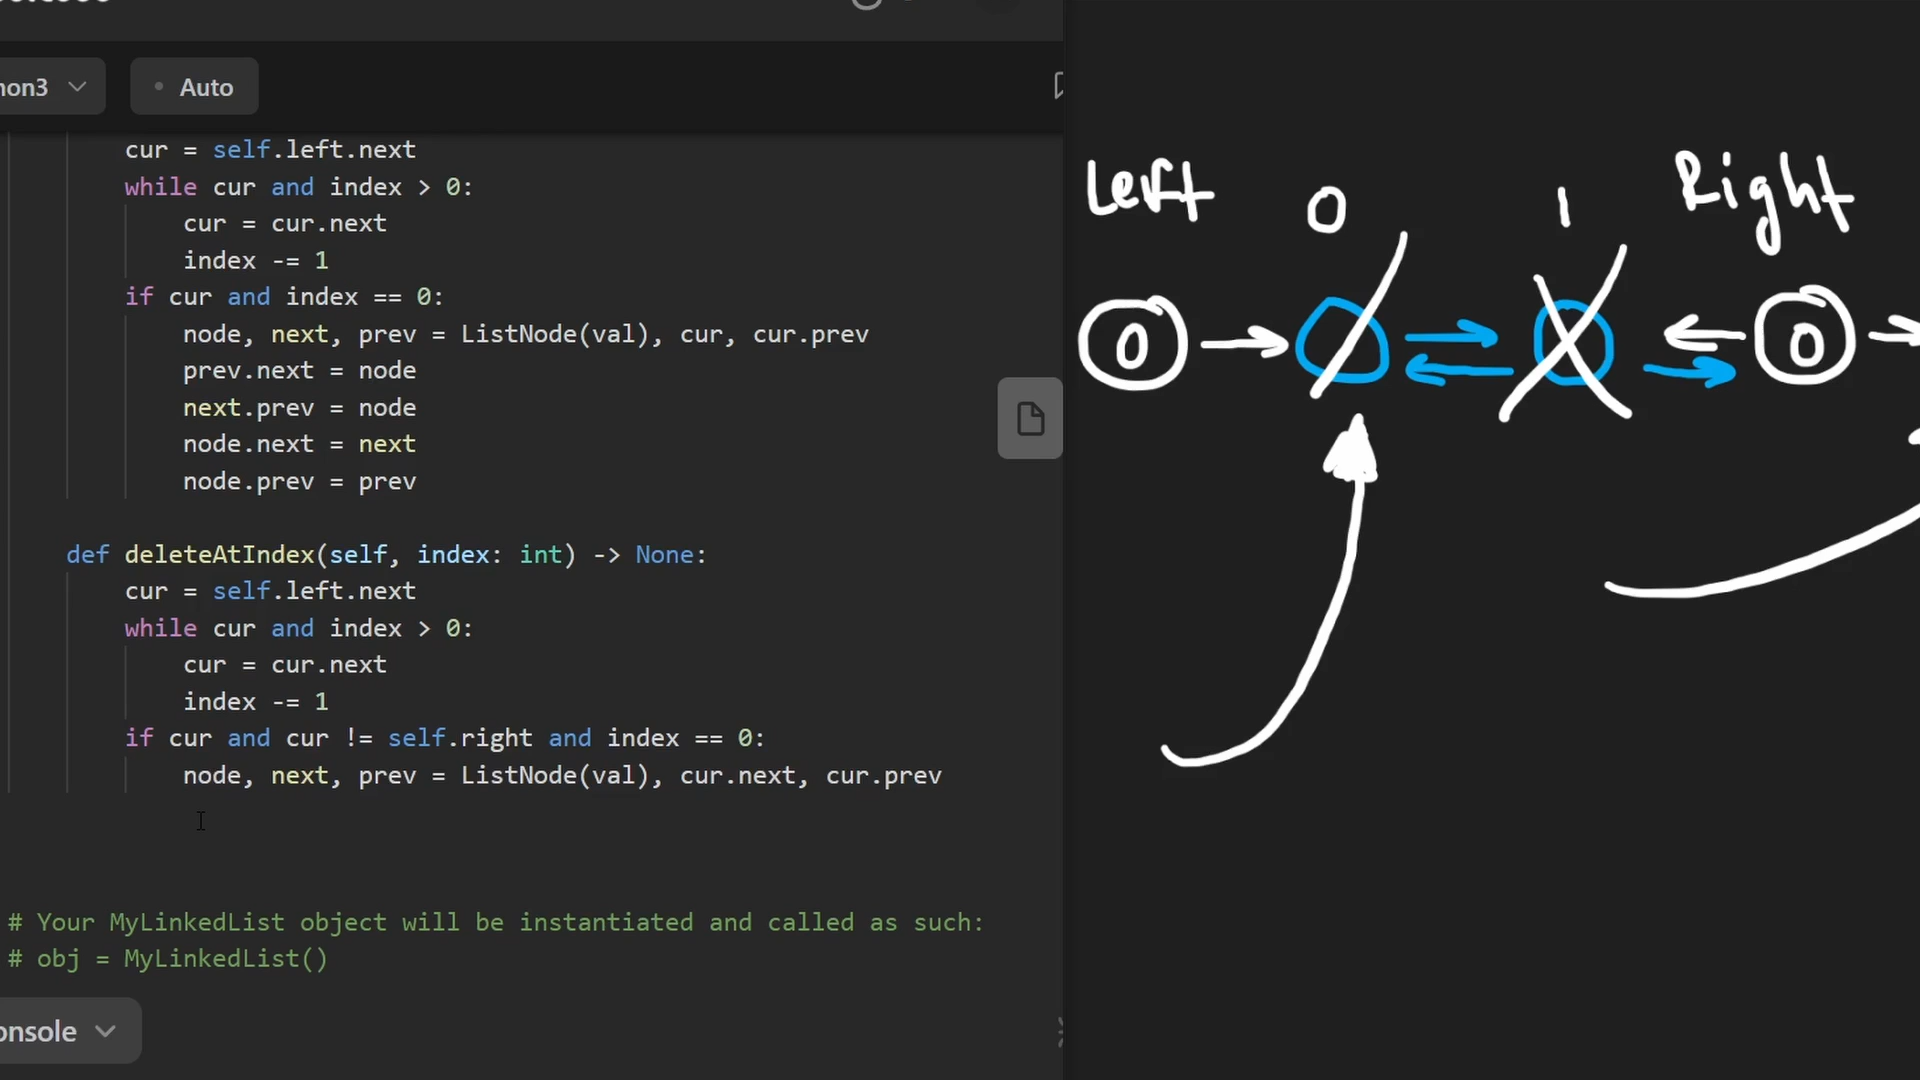 Auto
cur = self.left.next
while cur and index > 0:
cur = cur.next
index -= 1
if cur and index == 0:
node, next, prev = ListNode(val), cur, cur.prev
prev.next = node
next.prev = node
node.next = next
node.prev = prev
def deleteAtIndex(self, index: int) -> None:
cur = self.left.next
while cur and index > 0:
cur = cur.next
index -= 1
if cur and cur != self.right and index == 0:
node, next, prev = ListNode(val), cur.next, cur.prev
# Your MyLinkedList object will be instantiated and called as such:
# obj = MyLinkedList()
onsole
Left 0 1 Right
0 0